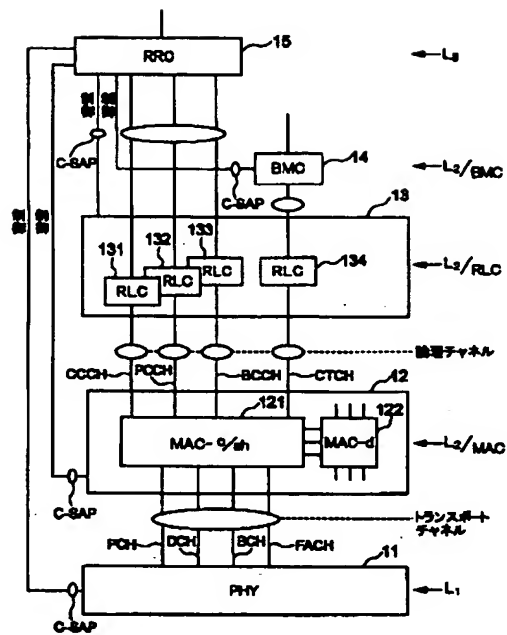 15
RRC
L3
制御
制御
C-SAP
14
BMC
L2/BMC
C-SAP
13
制御
制御
131
132
133
134
RLC
RLC
RLC
RLC
L2/RLC
論理チャネル
CCCH
PCCH
BCCH
CTCH
12
121
122
MAC-c/sh
MAC-d
L2/MAC
C-SAP
トランスポート
チャネル
PCH
DCH
BCH
FACH
11
PHY
L1
C-SAP